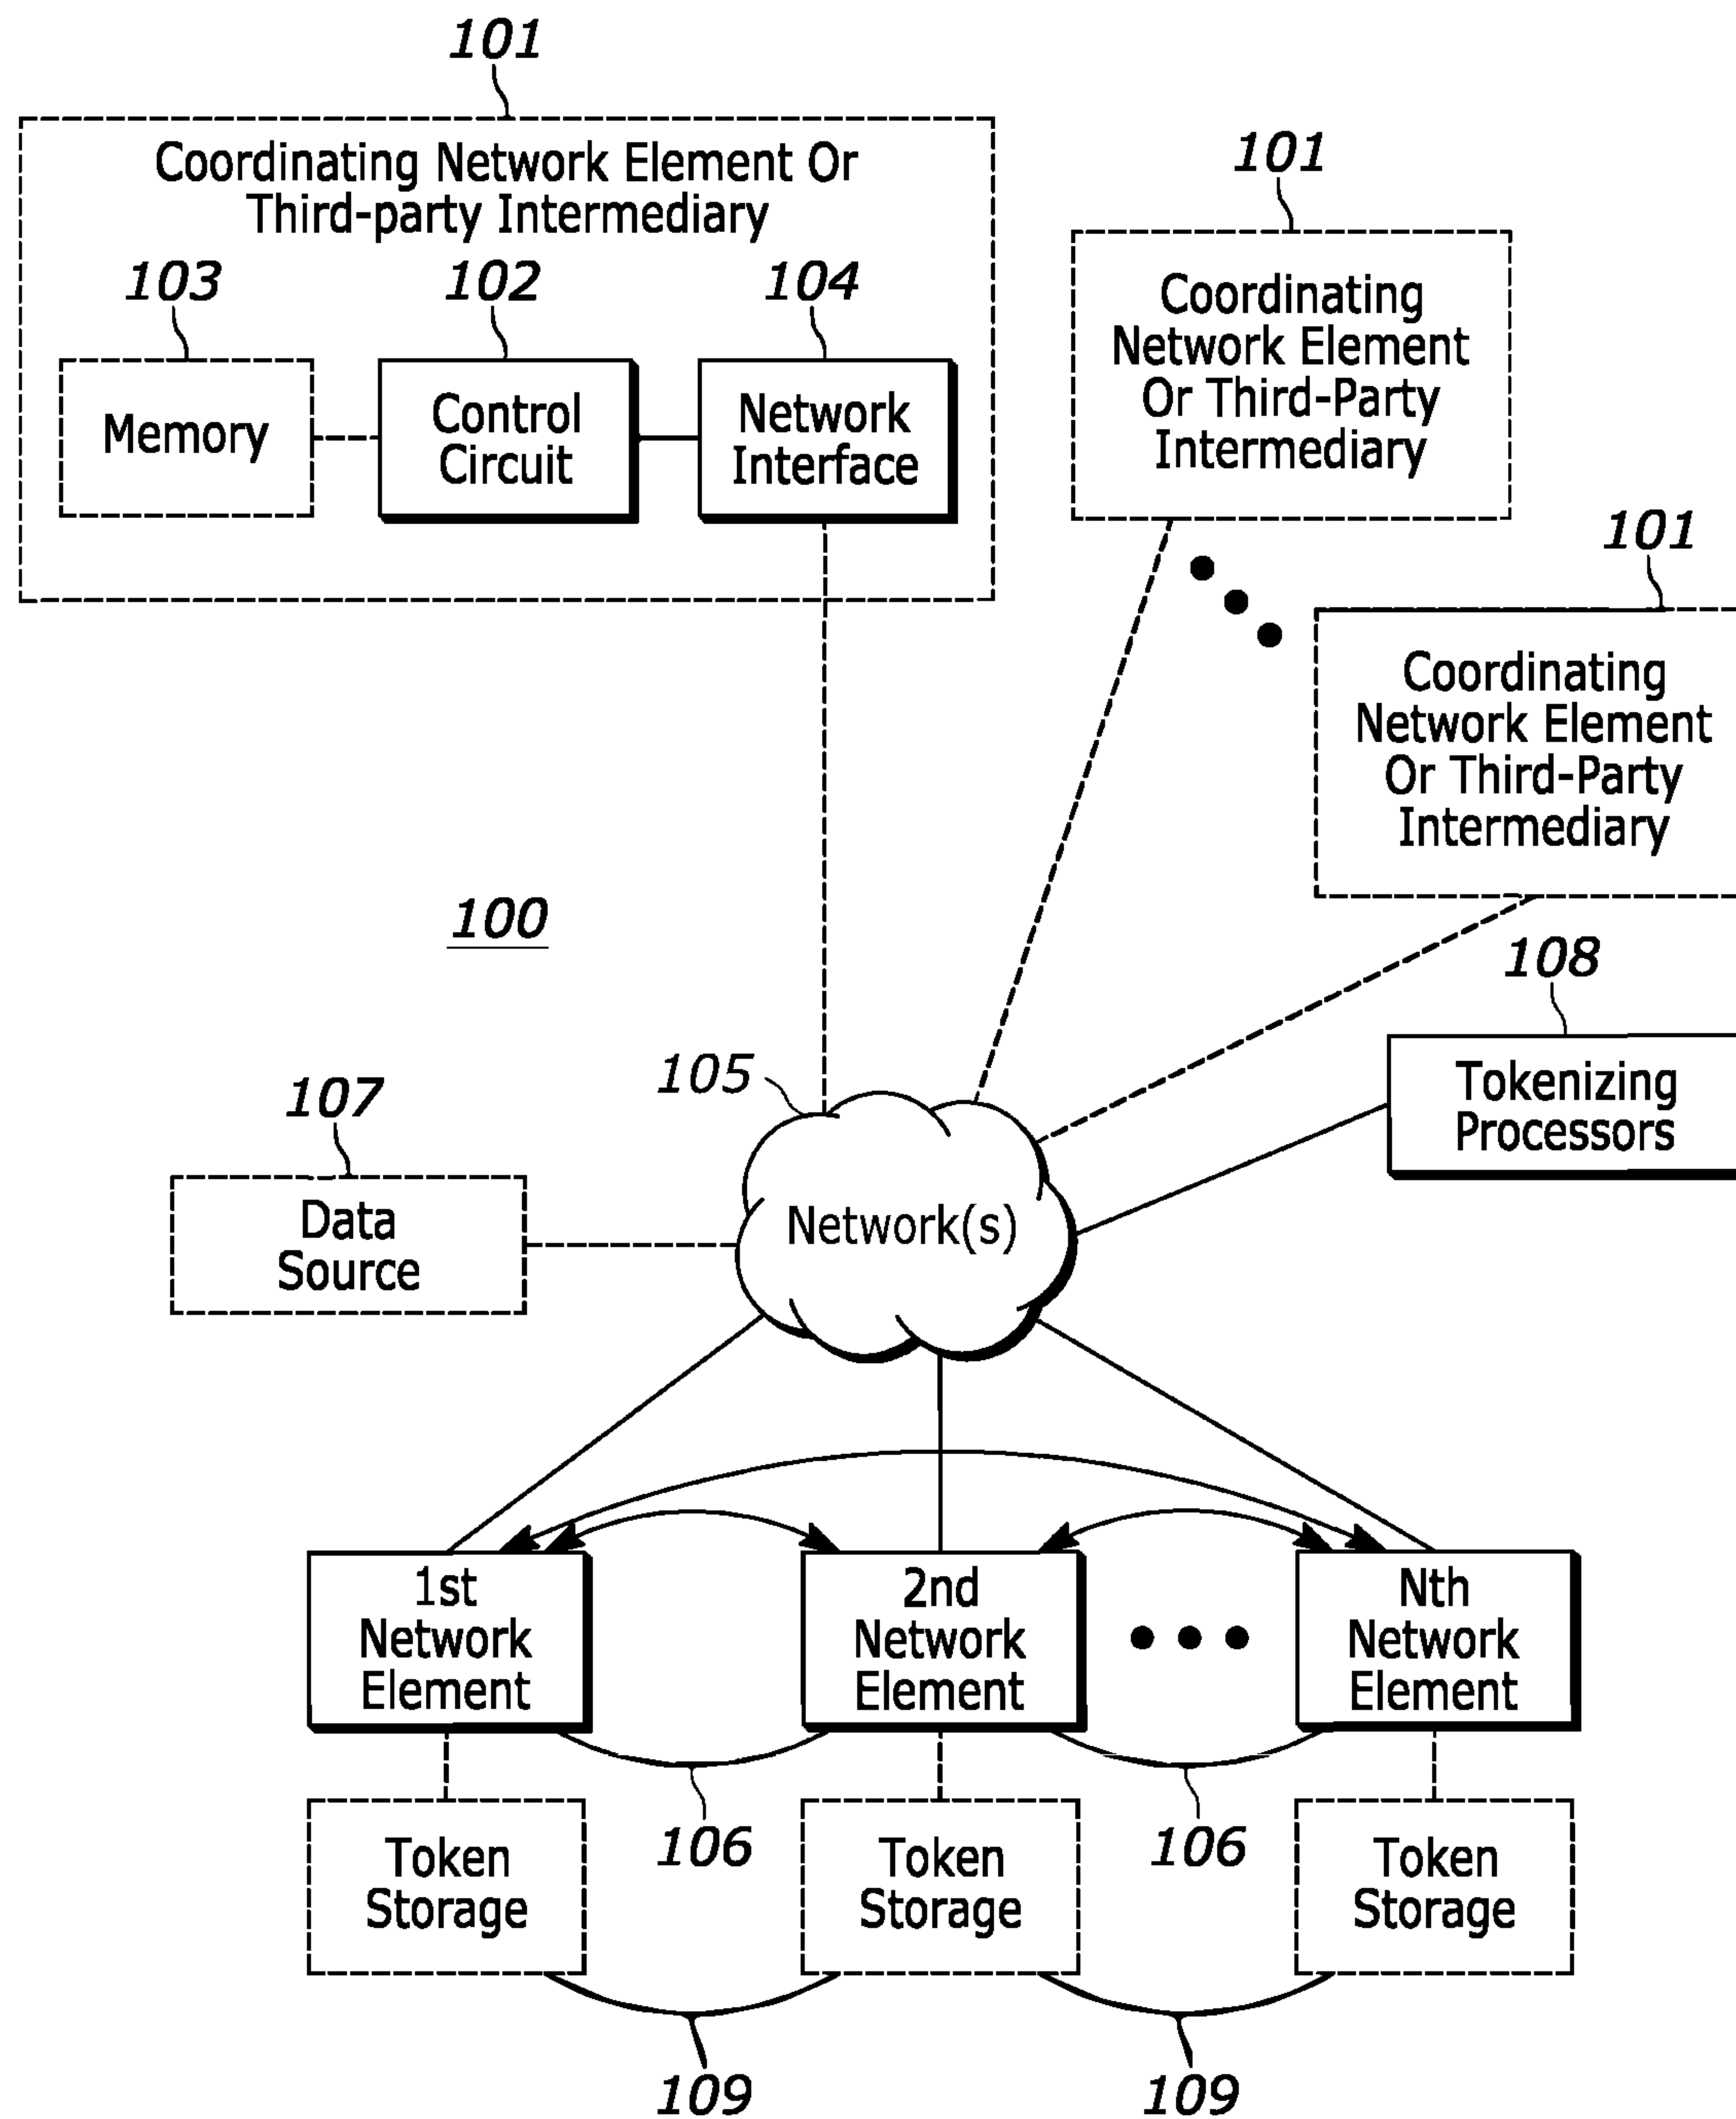 101
Coordinating Network Element Or
Third-party Intermediary
103
102
104
Memory
Control
Circuit
Network
Interface
101
Coordinating
Network Element
Or Third-Party
Intermediary
101
Coordinating
Network Element
Or Third-Party
Intermediary
100
108
Tokenizing
Processors
105
Network(s)
107
Data
Source
1st
Network
Element
2nd
Network
Element
Nth
Network
Element
106
106
Token
Storage
Token
Storage
Token
Storage
109
109